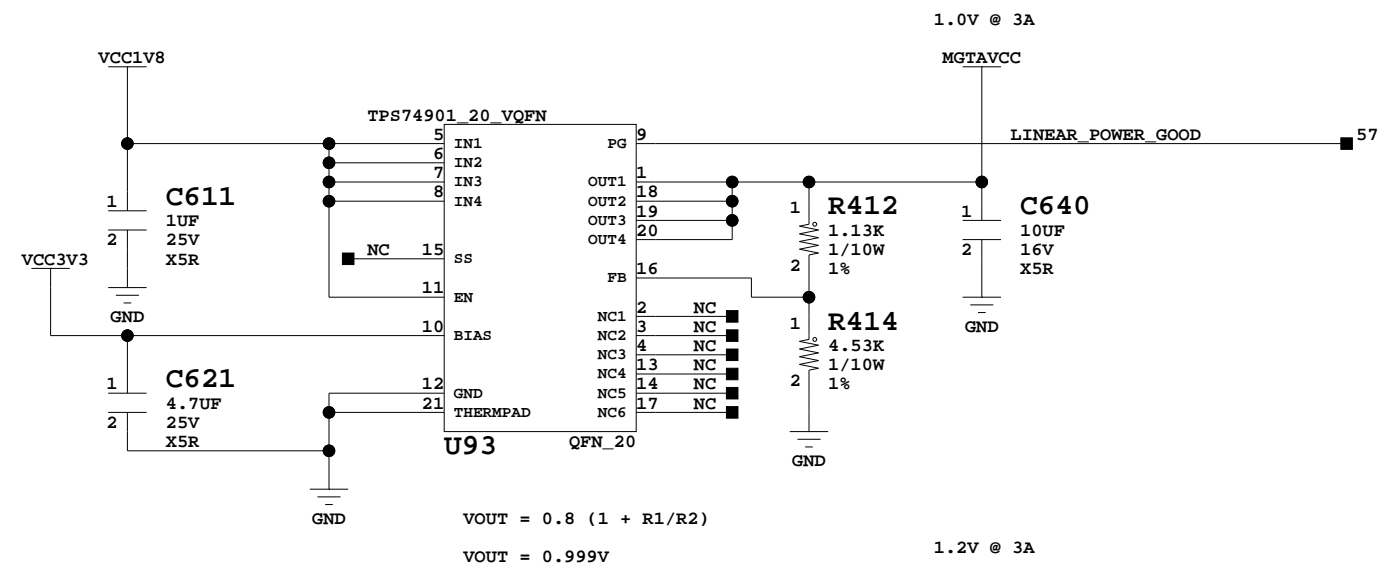 1.0V @ 3A
VCC1V8
MGTAVCC
TPS74901_20_VQFN
5 IN1
6 IN2
7 IN3
8 IN4
NC 15 SS
11 EN
10 BIAS
12 GND
21 THERMPAD
U93
QFN_20
PG 9 LINEAR_POWER_GOOD 57
OUT1 1
OUT2 18
OUT3 19
OUT4 20
FB 16
NC1 2 NC
NC2 3 NC
NC3 4 NC
NC4 13 NC
NC5 14 NC
NC6 17 NC
1 C611
1UF
2 25V
X5R
GND
VCC3V3
1 C621
4.7UF
2 25V
X5R
GND
1 R412
1.13K
1/10W
2 1%
1 R414
4.53K
1/10W
2 1%
GND
1 C640
10UF
2 16V
X5R
GND
VOUT = 0.8 (1 + R1/R2)
VOUT = 0.999V
1.2V @ 3A